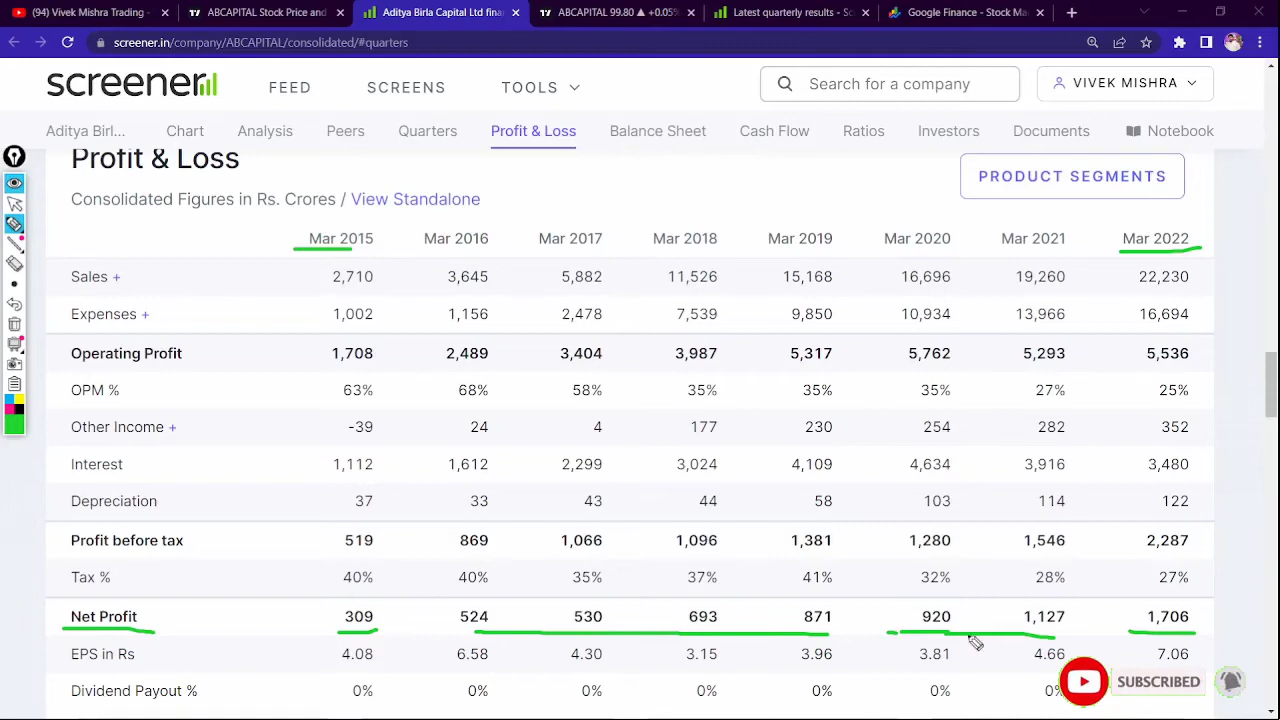 (94) Vivek Mishra Trading - ABCAPITAL Stock Price and Aditya Birla Capital Ltd fina ABCAPITAL 99.80 ▲ +0.05% Latest quarterly results - Sc Google Finance - Stock Ma
screener.in/company/ABCAPITAL/consolidated/#quarters
screener FEED SCREENS TOOLS Search for a company VIVEK MISHRA
Aditya Birl... Chart Analysis Peers Quarters Profit & Loss Balance Sheet Cash Flow Ratios Investors Documents Notebook
Profit & Loss
PRODUCT SEGMENTS
Consolidated Figures in Rs. Crores / View Standalone
Mar 2015 Mar 2016 Mar 2017 Mar 2018 Mar 2019 Mar 2020 Mar 2021 Mar 2022
Sales + 2,710 3,645 5,882 11,526 15,168 16,696 19,260 22,230
Expenses + 1,002 1,156 2,478 7,539 9,850 10,934 13,966 16,694
Operating Profit 1,708 2,489 3,404 3,987 5,317 5,762 5,293 5,536
OPM % 63% 68% 58% 35% 35% 35% 27% 25%
Other Income + -39 24 4 177 230 254 282 352
Interest 1,112 1,612 2,299 3,024 4,109 4,634 3,916 3,480
Depreciation 37 33 43 44 58 103 114 122
Profit before tax 519 869 1,066 1,096 1,381 1,280 1,546 2,287
Tax % 40% 40% 35% 37% 41% 32% 28% 27%
Net Profit 309 524 530 693 871 920 1,127 1,706
EPS in Rs 4.08 6.58 4.30 3.15 3.96 3.81 4.66 7.06
Dividend Payout % 0% 0% 0% 0% 0% 0% 0%
SUBSCRIBED